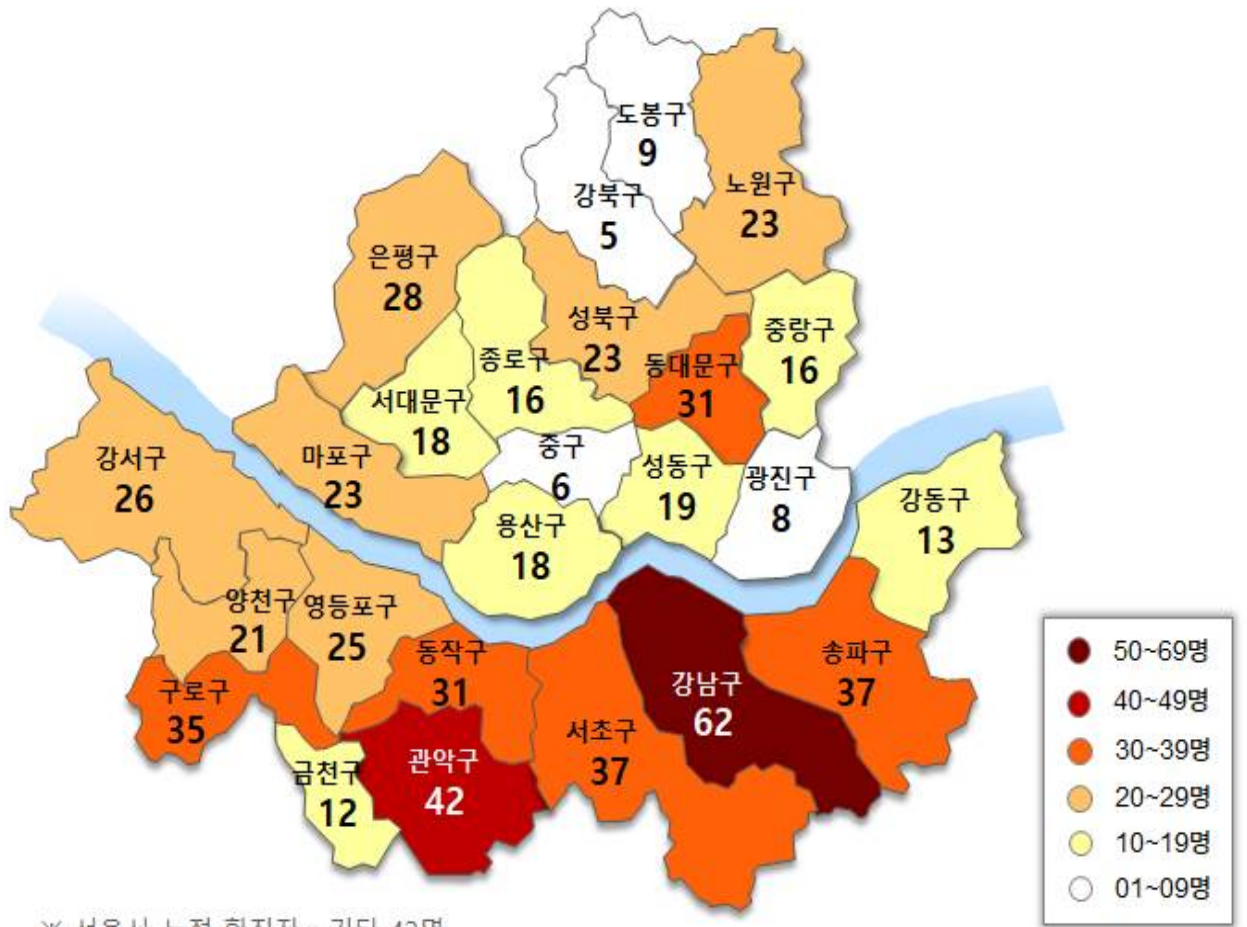 도봉구
9
강북구
5
노원구
23
은평구
28
성북구
23
중랑구
16
종로구
16
동대문구
31
서대문구
18
중구
6
성동구
19
광진구
8
강서구
26
마포구
23
용산구
18
강동구
13
양천구
21
영등포구
25
동작구
31
구로구
35
금천구
12
관악구
42
서초구
37
강남구
62
송파구
37
50~69명
40~49명
30~39명
20~29명
10~19명
01~09명